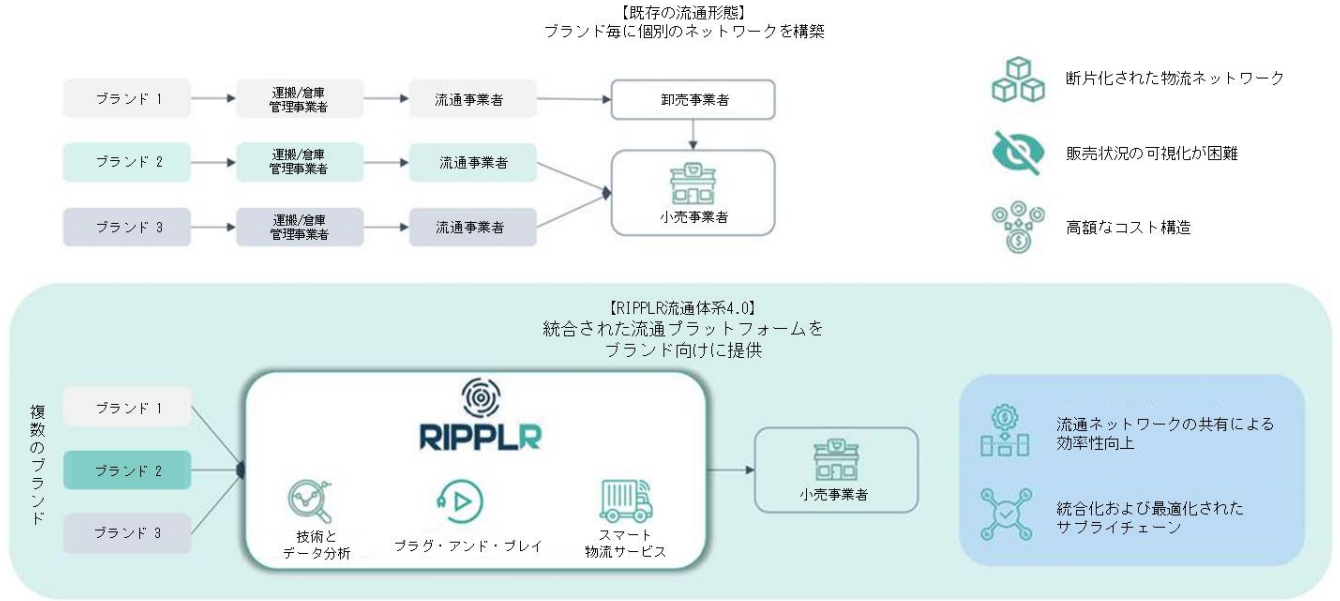 【既存の流通形態】
ブランド毎に個別のネットワークを構築
ブランド 1
運搬/倉庫
管理事業者
流通事業者
卸売事業者
ブランド 2
運搬/倉庫
管理事業者
流通事業者
ブランド 3
運搬/倉庫
管理事業者
流通事業者
小売事業者
断片化された物流ネットワーク
販売状況の可視化が困難
高額なコスト構造
【RIPPLR流通体系4.0】
統合された流通プラットフォームを
ブランド向けに提供
複数のブランド
ブランド 1
ブランド 2
ブランド 3
RIPPLR
技術と
データ分析
プラグ・アンド・プレイ
スマート
物流サービス
小売事業者
流通ネットワークの共有による
効率性向上
統合化および最適化された
サプライチェーン